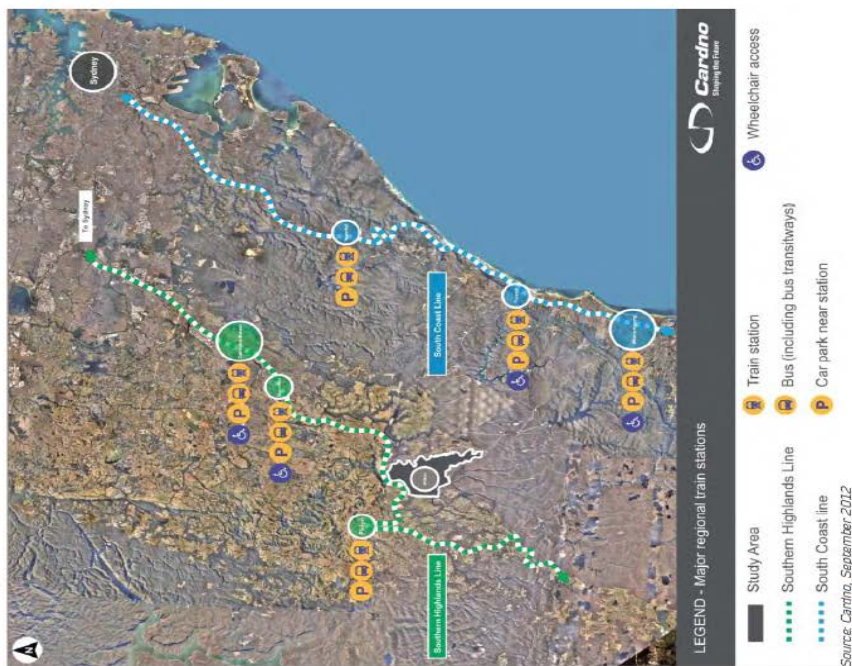 N
Sydney
To Sydney
South Coast Line
Southern Highlands Line
LEGEND - Major regional train stations
Cardno
Shaping the Future
Study Area
Southern Highlands Line
South Coast line
Train station
Bus (including bus transitways)
Car park near station
Wheelchair access
Source: Cardno, September 2012